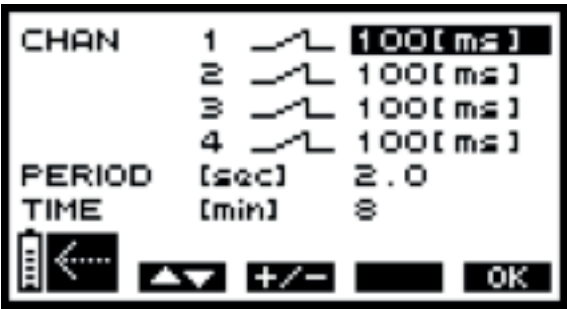 CHAN 1 100[ms]
2 100[ms]
3 100[ms]
4 100[ms]
PERIOD [sec] 2.0
TIME [min] 8
+/- OK